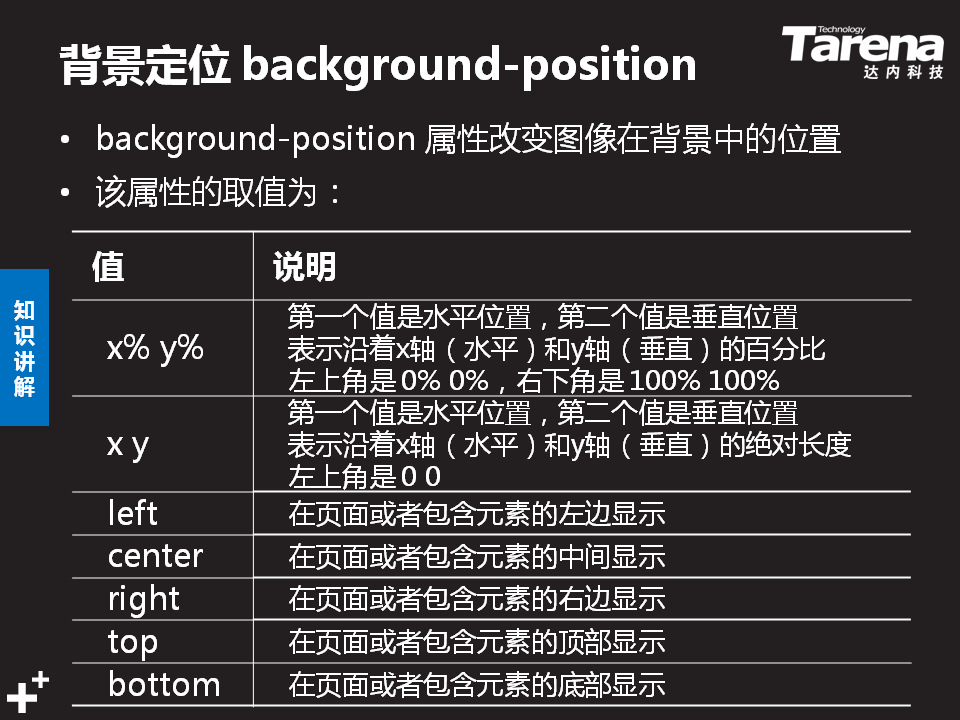 背景定位 background-position
Technology
Tarena
达内科技
• background-position 属性改变图像在背景中的位置
• 该属性的取值为：
知识讲解
值 说明
x% y% 第一个值是水平位置，第二个值是垂直位置
表示沿着x轴（水平）和y轴（垂直）的百分比
左上角是0% 0%，右下角是100% 100%
x y 第一个值是水平位置，第二个值是垂直位置
表示沿着x轴（水平）和y轴（垂直）的绝对长度
左上角是0 0
left 在页面或者包含元素的左边显示
center 在页面或者包含元素的中间显示
right 在页面或者包含元素的右边显示
top 在页面或者包含元素的顶部显示
bottom 在页面或者包含元素的底部显示